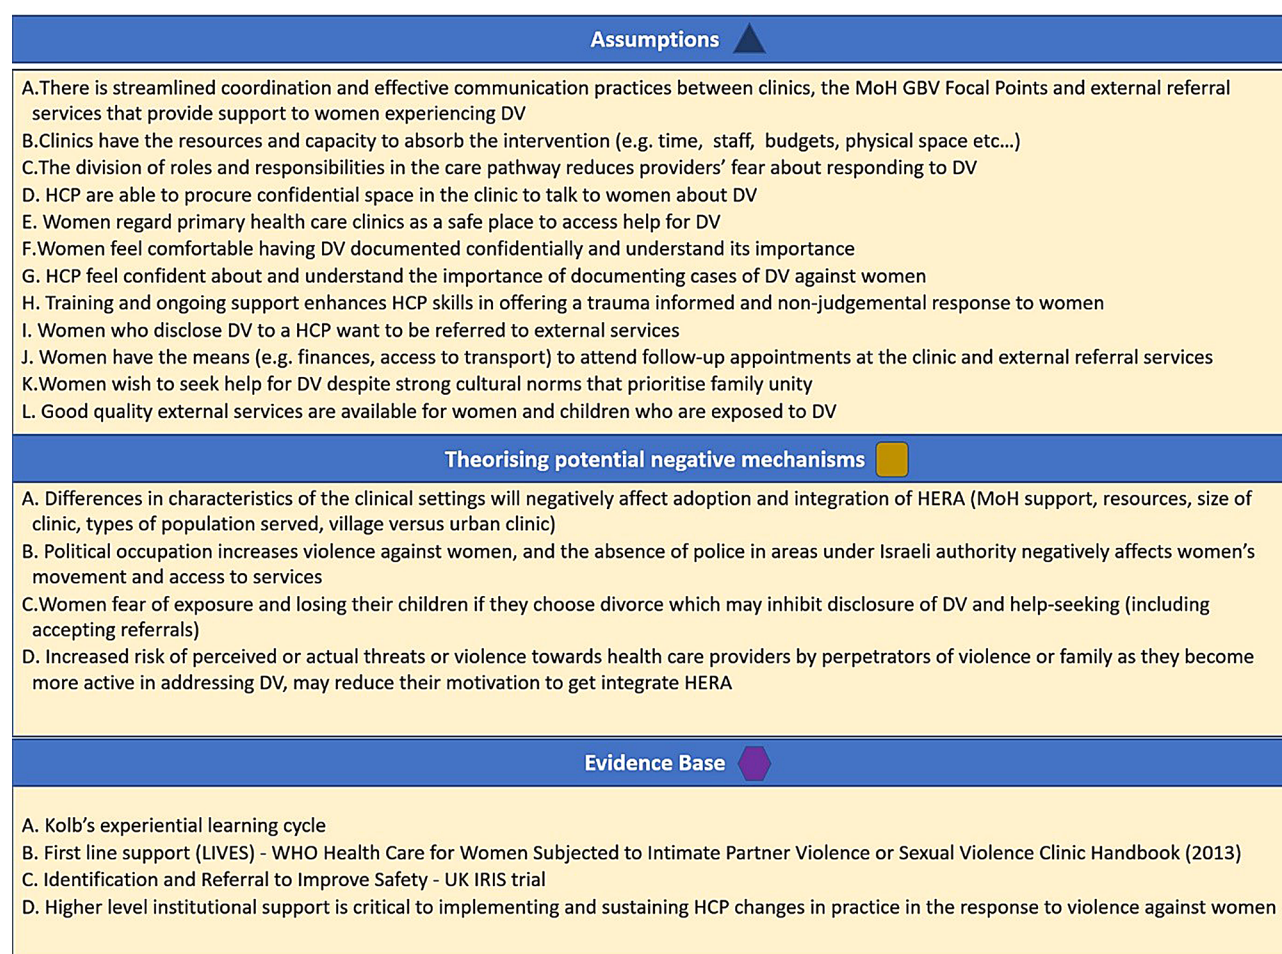 Assumptions
A.There is streamlined coordination and effective communication practices between clinics, the MoH GBV Focal Points and external referral
services that provide support to women experiencing DV
B.Clinics have the resources and capacity to absorb the intervention (e.g. time, staff, budgets, physical space etc...)
C.The division of roles and responsibilities in the care pathway reduces providers' fear about responding to DV
D. HCP are able to procure confidential space in the clinic to talk to women about DV
E. Women regard primary health care clinics as a safe place to access help for DV
F.Women feel comfortable having DV documented confidentially and understand its importance
G. HCP feel confident about and understand the importance of documenting cases of DV against women
H. Training and ongoing support enhances HCP skills in offering a trauma informed and non-judgemental response to women
I. Women who disclose DV to a HCP want to be referred to external services
J. Women have the means (e.g. finances, access to transport) to attend follow-up appointments at the clinic and external referral services
K.Women wish to seek help for DV despite strong cultural norms that prioritise family unity
L. Good quality external services are available for women and children who are exposed to DV
Theorising potential negative mechanisms
A. Differences in characteristics of the clinical settings will negatively affect adoption and integration of HERA (MoH support, resources, size of
clinic, types of population served, village versus urban clinic)
B. Political occupation increases violence against women, and the absence of police in areas under Israeli authority negatively affects women's
movement and access to services
C.Women fear of exposure and losing their children if they choose divorce which may inhibit disclosure of DV and help-seeking (including
accepting referrals)
D. Increased risk of perceived or actual threats or violence towards health care providers by perpetrators of violence or family as they become
more active in addressing DV, may reduce their motivation to get integrate HERA
Evidence Base
A. Kolb's experiential learning cycle
B. First line support (LIVES) - WHO Health Care for Women Subjected to Intimate Partner Violence or Sexual Violence Clinic Handbook (2013)
C. Identification and Referral to Improve Safety - UK IRIS trial
D. Higher level institutional support is critical to implementing and sustaining HCP changes in practice in the response to violence against women